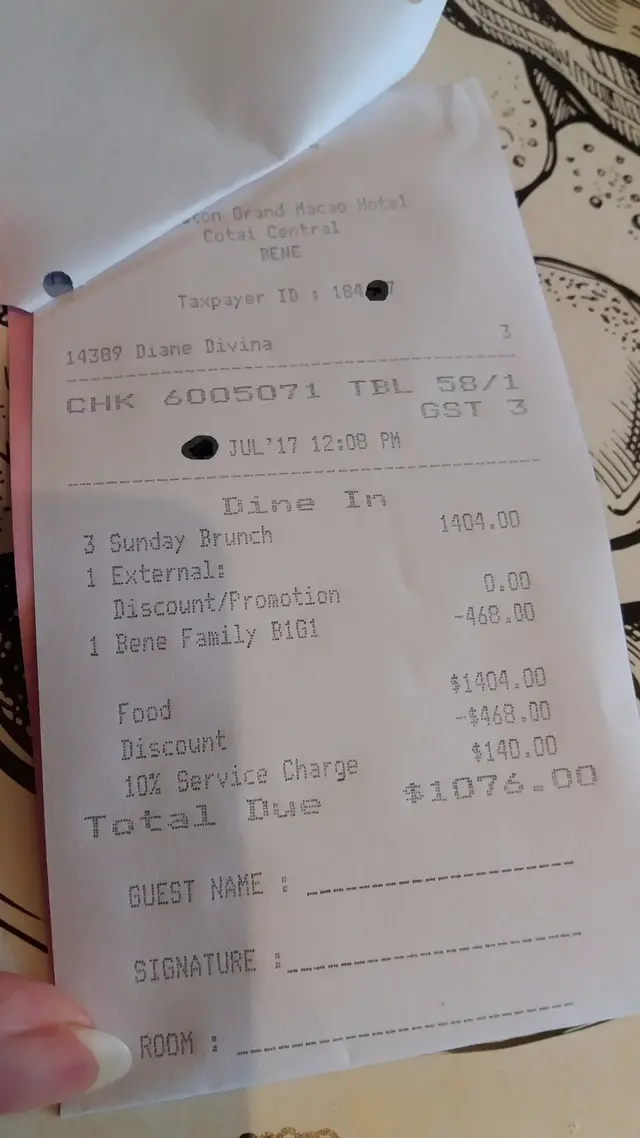 Grand Macao Hotel
Cotai Central
BENE
Taxpayer ID : 184 7
14389 Diane Divina 3
CHK 6005071 TBL 58/1
GST 3
JUL'17 12:08 PM
Dine In
3 Sunday Brunch 1404.00
1 External:
Discount/Promotion 0.00
1 Bene Family B1G1 -468.00
Food $1404.00
Discount -$468.00
10% Service Charge $140.00
Total Due $1076.00
GUEST NAME :
SIGNATURE :
ROOM :